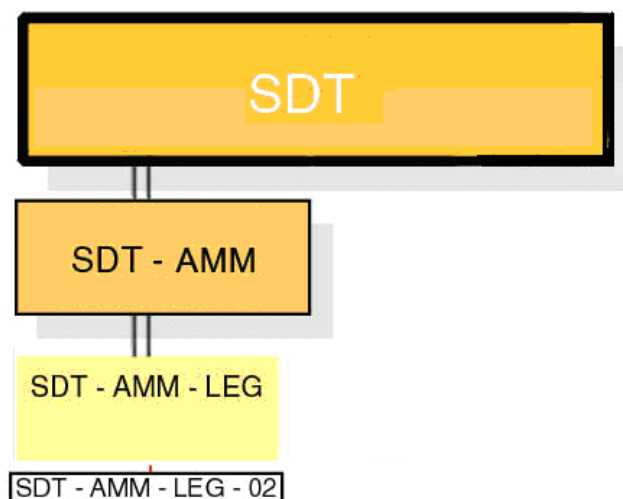 SDT
SDT - AMM
SDT - AMM - LEG
SDT - AMM - LEG - 02